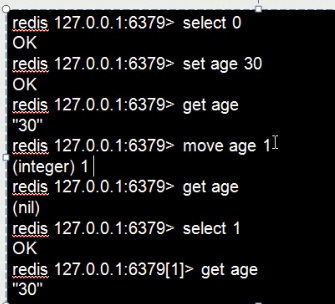 redis 127.0.0.1:6379> select 0
OK
redis 127.0.0.1:6379> set age 30
OK
redis 127.0.0.1:6379> get age
"30"
redis 127.0.0.1:6379> move age 1
(integer) 1
redis 127.0.0.1:6379> get age
(nil)
redis 127.0.0.1:6379> select 1
OK
redis 127.0.0.1:6379[1]> get age
"30"